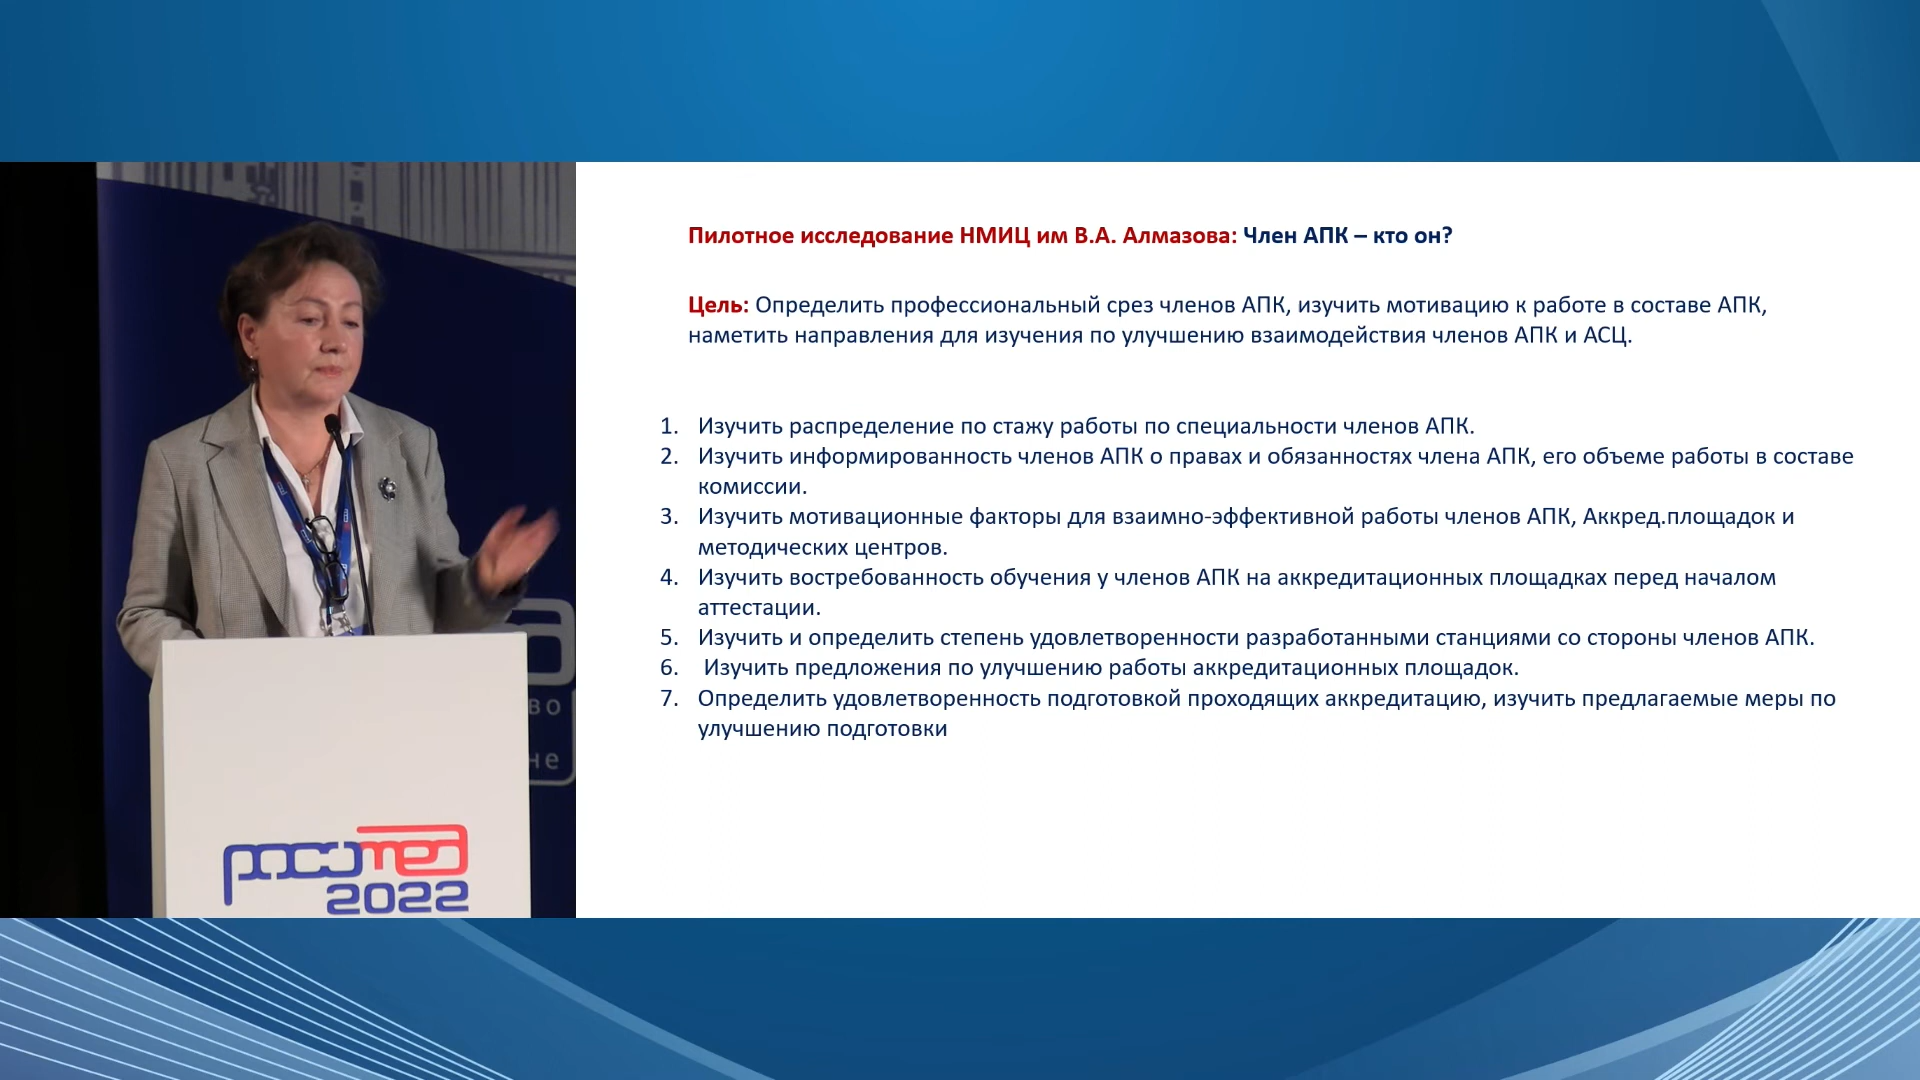 Пилотное исследование НМИЦ им В.А. Алмазова: Член АПК – кто он?
Цель: Определить профессиональный срез членов АПК, изучить мотивацию к работе в составе АПК,
наметить направления для изучения по улучшению взаимодействия членов АПК и АСЦ.
1. Изучить распределение по стажу работы по специальности членов АПК.
2. Изучить информированность членов АПК о правах и обязанностях члена АПК, его объеме работы в составе
комиссии.
3. Изучить мотивационные факторы для взаимно-эффективной работы членов АПК, Аккред.площадок и
методических центров.
4. Изучить востребованность обучения у членов АПК на аккредитационных площадках перед началом
аттестации.
5. Изучить и определить степень удовлетворенности разработанными станциями со стороны членов АПК.
6. Изучить предложения по улучшению работы аккредитационных площадок.
7. Определить удовлетворенность подготовкой проходящих аккредитацию, изучить предлагаемые меры по
улучшению подготовки
во
не
росомед
2022